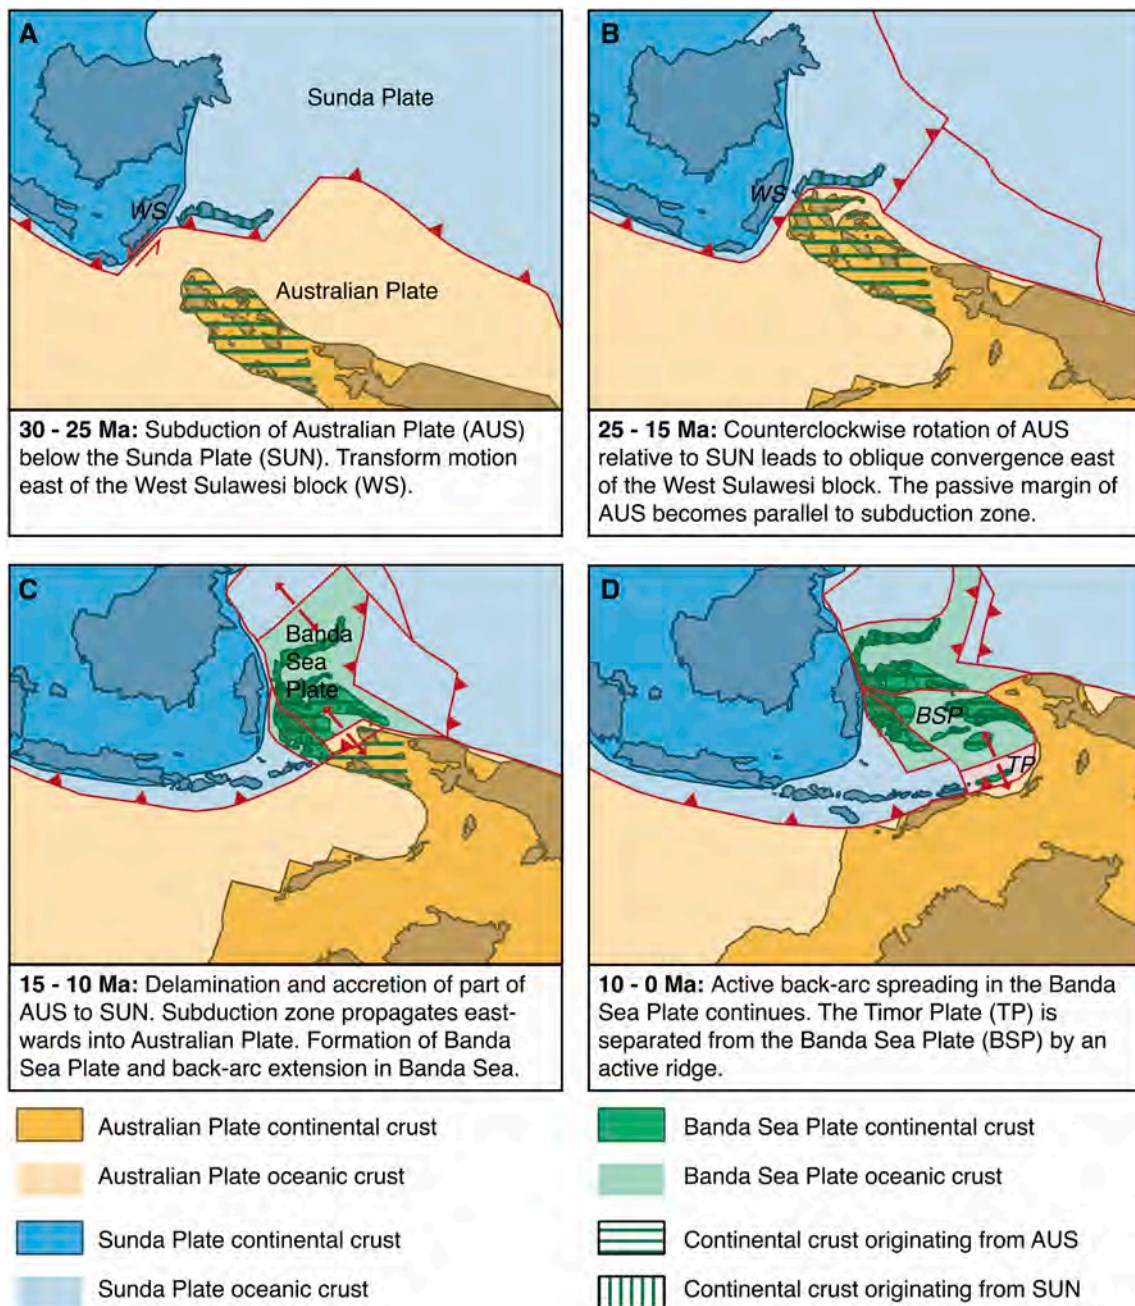 A
Sunda Plate
WS
Australian Plate
30 - 25 Ma: Subduction of Australian Plate (AUS)
below the Sunda Plate (SUN). Transform motion
east of the West Sulawesi block (WS).
B
WS
25 - 15 Ma: Counterclockwise rotation of AUS
relative to SUN leads to oblique convergence east
of the West Sulawesi block. The passive margin of
AUS becomes parallel to subduction zone.
C
Banda
Sea
Plate
15 - 10 Ma: Delamination and accretion of part of
AUS to SUN. Subduction zone propagates east-
wards into Australian Plate. Formation of Banda
Sea Plate and back-arc extension in Banda Sea.
D
BSP
TP
10 - 0 Ma: Active back-arc spreading in the Banda
Sea Plate continues. The Timor Plate (TP) is
separated from the Banda Sea Plate (BSP) by an
active ridge.
Australian Plate continental crust
Australian Plate oceanic crust
Sunda Plate continental crust
Sunda Plate oceanic crust
Banda Sea Plate continental crust
Banda Sea Plate oceanic crust
Continental crust originating from AUS
Continental crust originating from SUN